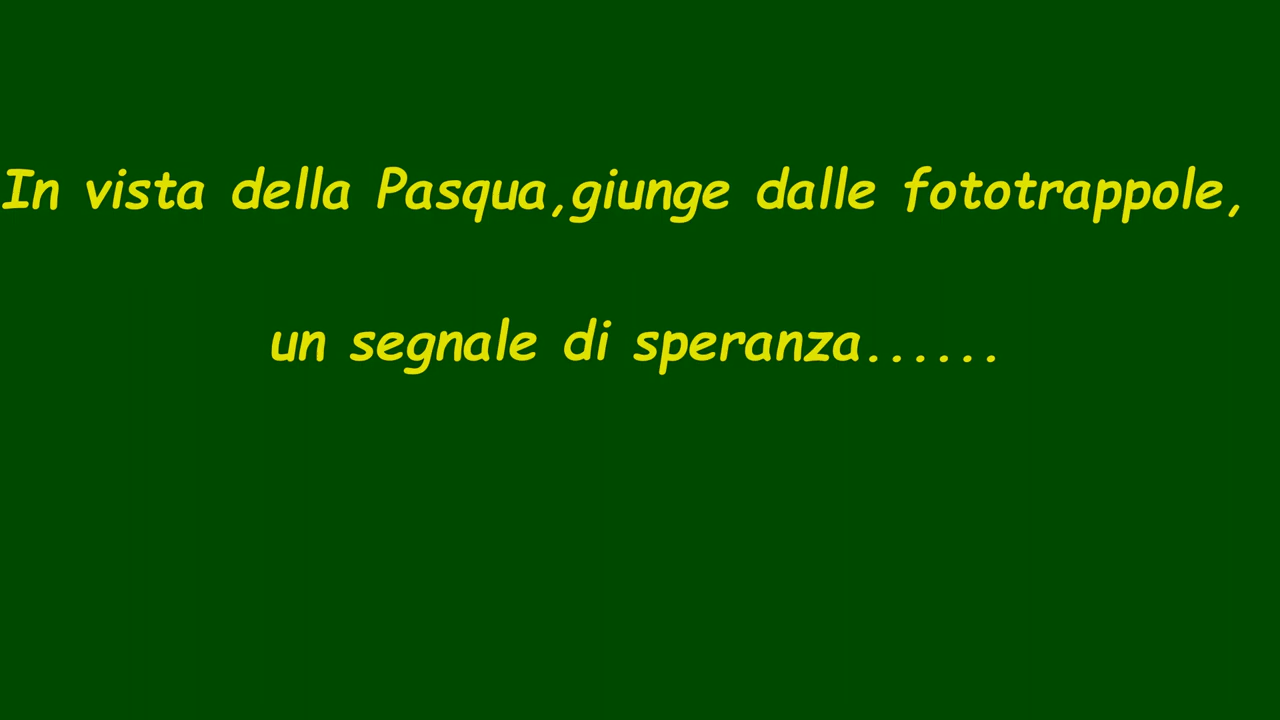 In vista della Pasqua,giunge dalle fototrappole,
un segnale di speranza......